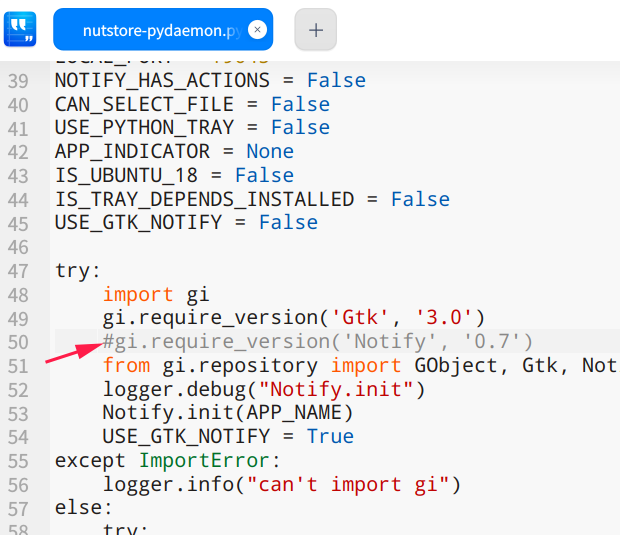 nutstore-pydaemon.py
39 NOTIFY_HAS_ACTIONS = False
40 CAN_SELECT_FILE = False
41 USE_PYTHON_TRAY = False
42 APP_INDICATOR = None
43 IS_UBUNTU_18 = False
44 IS_TRAY_DEPENDS_INSTALLED = False
45 USE_GTK_NOTIFY = False
46
47 try:
48     import gi
49     gi.require_version('Gtk', '3.0')
50     #gi.require_version('Notify', '0.7')
51     from gi.repository import GObject, Gtk, Not
52     logger.debug("Notify.init")
53     Notify.init(APP_NAME)
54     USE_GTK_NOTIFY = True
55 except ImportError:
56     logger.info("can't import gi")
57 else:
58     try: